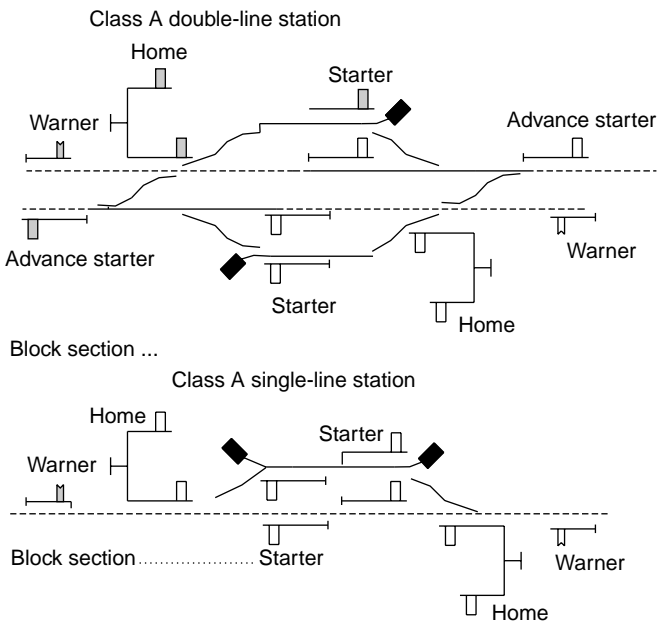 Class A double-line station
Home
Starter
Warner
Advance starter
Advance starter
Warner
Starter
Home
Block section ...
Class A single-line station
Home
Starter
Warner
Block section ........................ Starter
Warner
Home